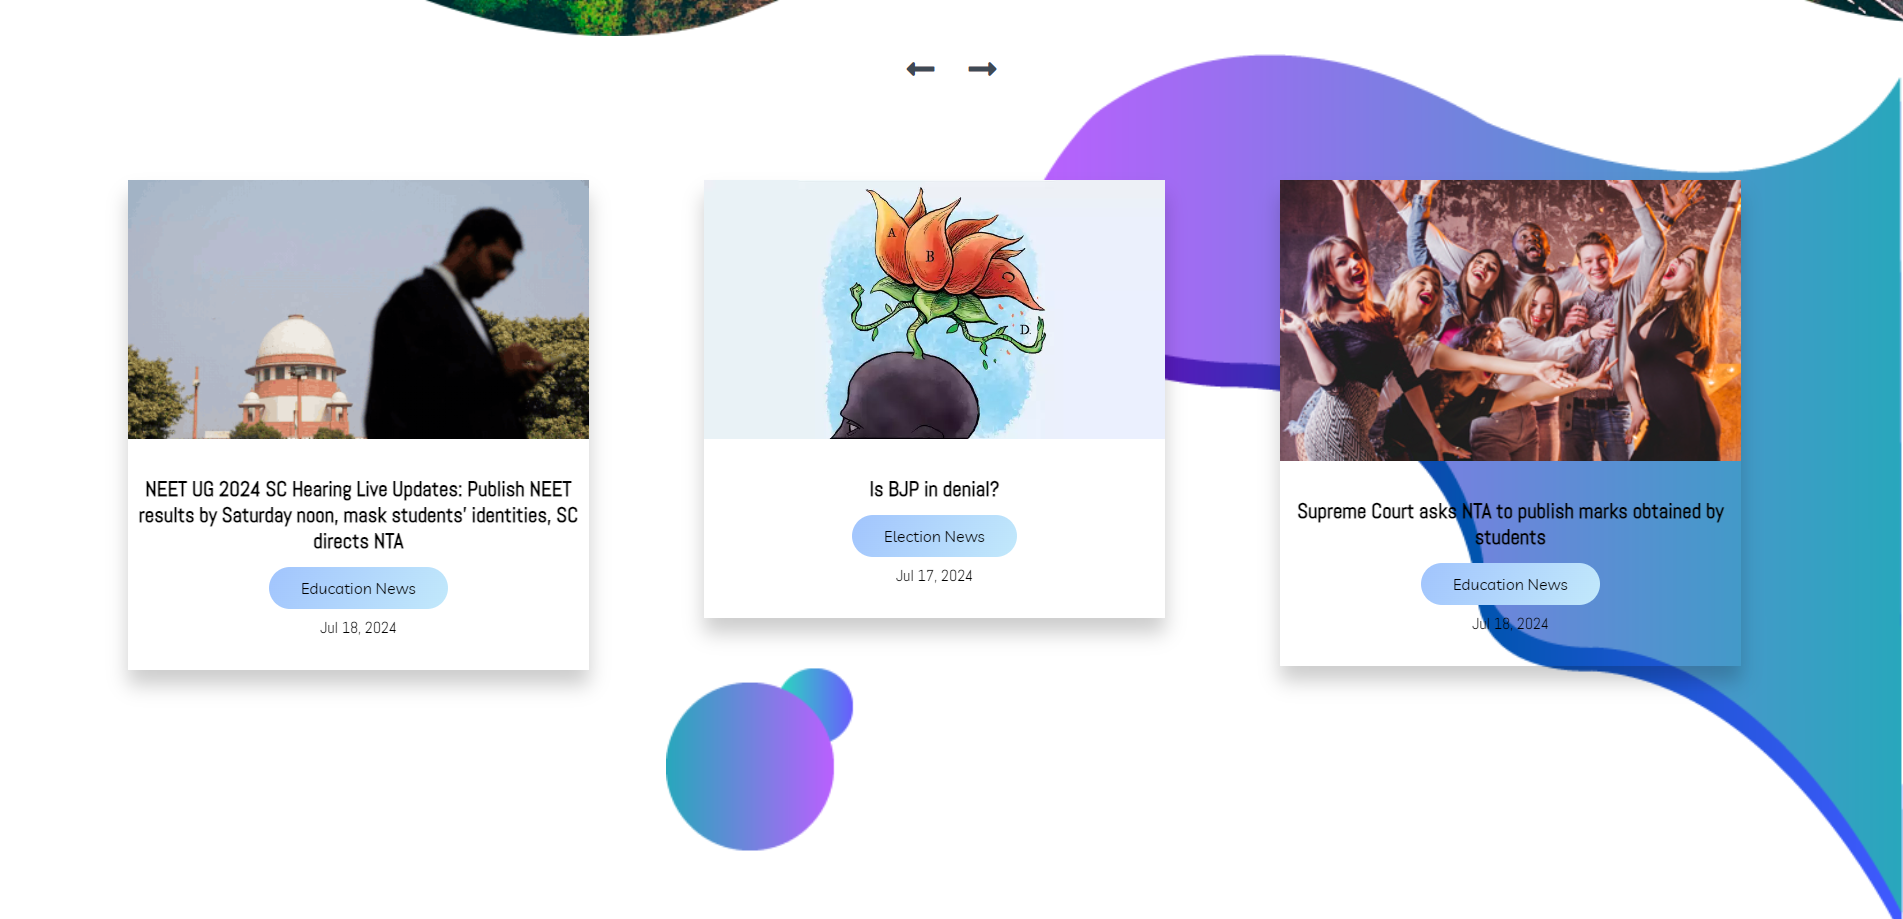 A
B
C
D.
NEET UG 2024 SC Hearing Live Updates: Publish NEET
results by Saturday noon, mask students' identities, SC
directs NTA
Education News
Jul 18, 2024
Is BJP in denial?
Election News
Jul 17, 2024
Supreme Court asks NTA to publish marks obtained by
students
Education News
Jul 18, 2024